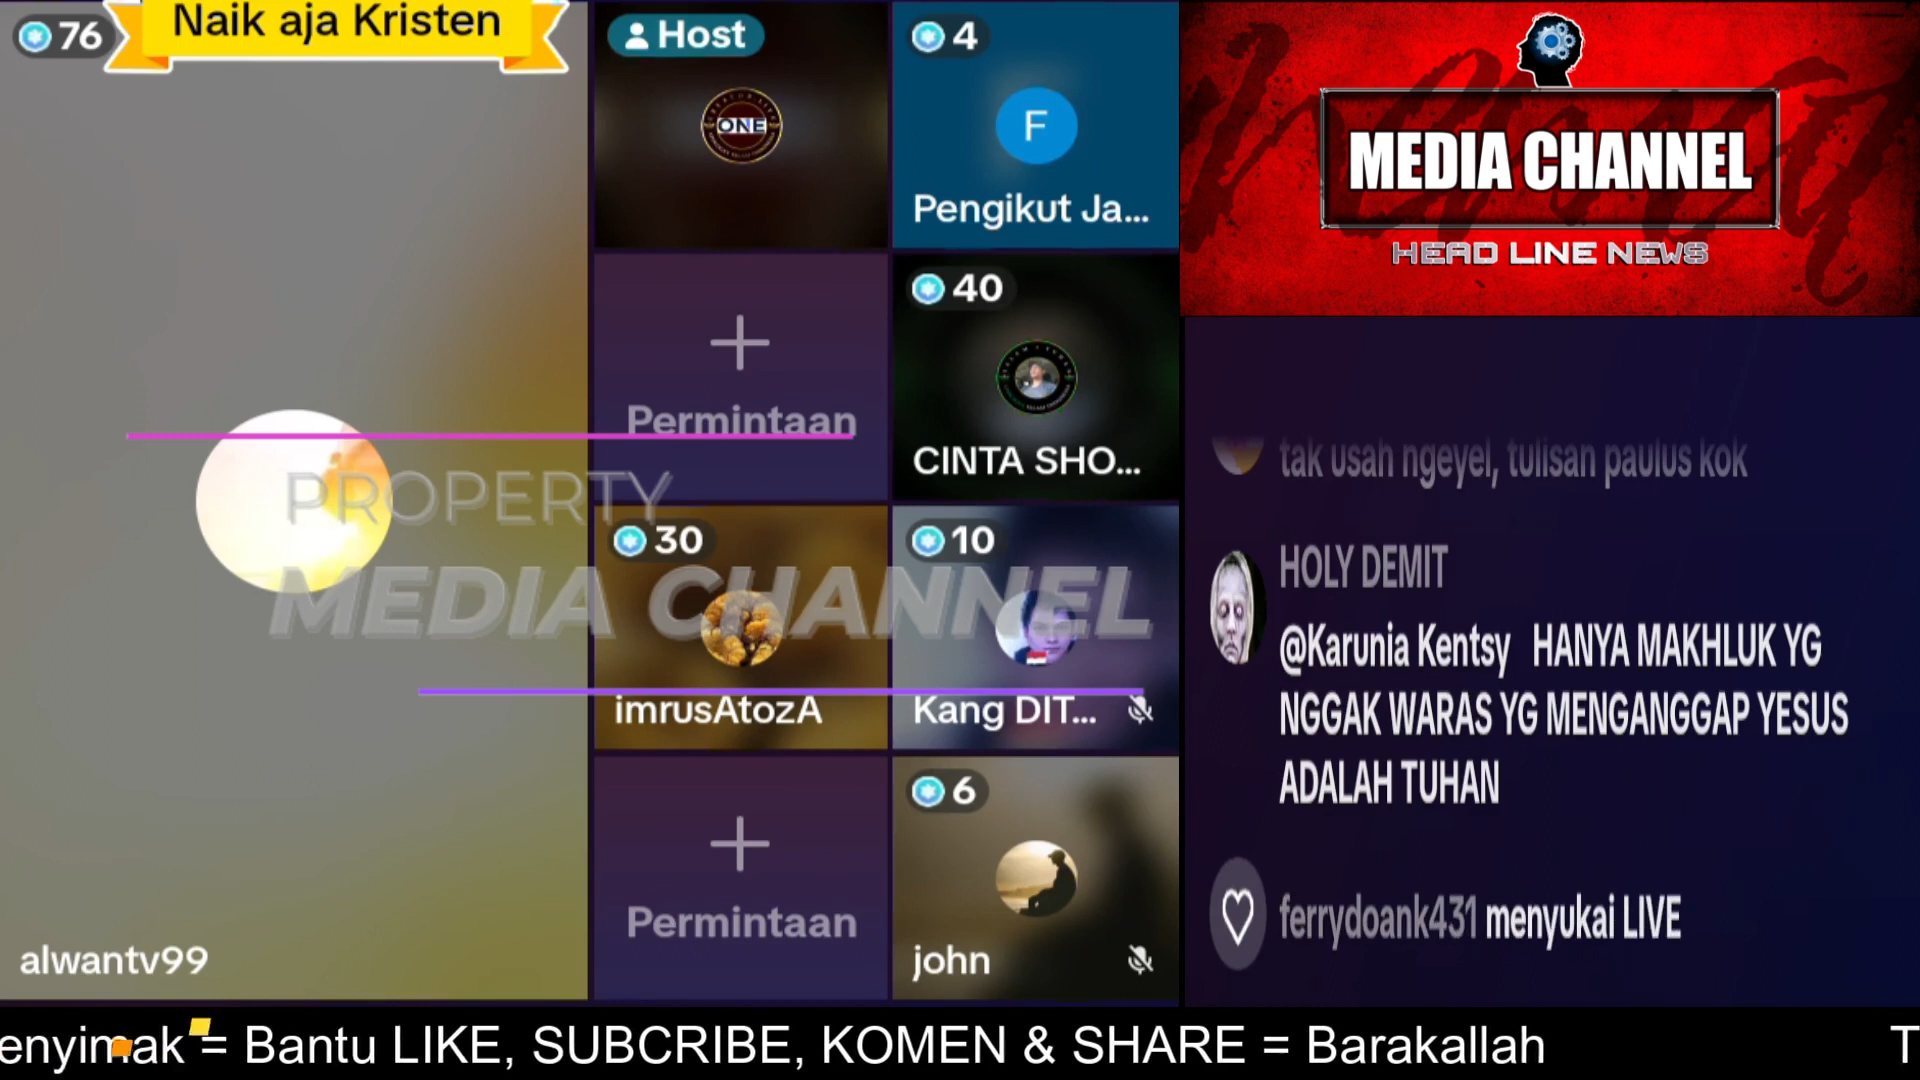 76
Naik aja Kristen
Host
ONE
4
F
Pengikut Ja...
Permintaan
40
CINTA SHO...
30
imrusAtozA
10
Kang DIT...
Permintaan
6
john
alwantv99
PROPERTY
MEDIA CHANNEL
MEDIA CHANNEL
HEAD LINE NEWS
tak usah ngeyel, tulisan paulus kok
HOLY DEMIT
@Karunia Kentsy HANYA MAKHLUK YG
NGGAK WARAS YG MENGANGGAP YESUS
ADALAH TUHAN
ferrydoank431 menyukai LIVE
enyimak = Bantu LIKE, SUBCRIBE, KOMEN & SHARE = Barakallah
T